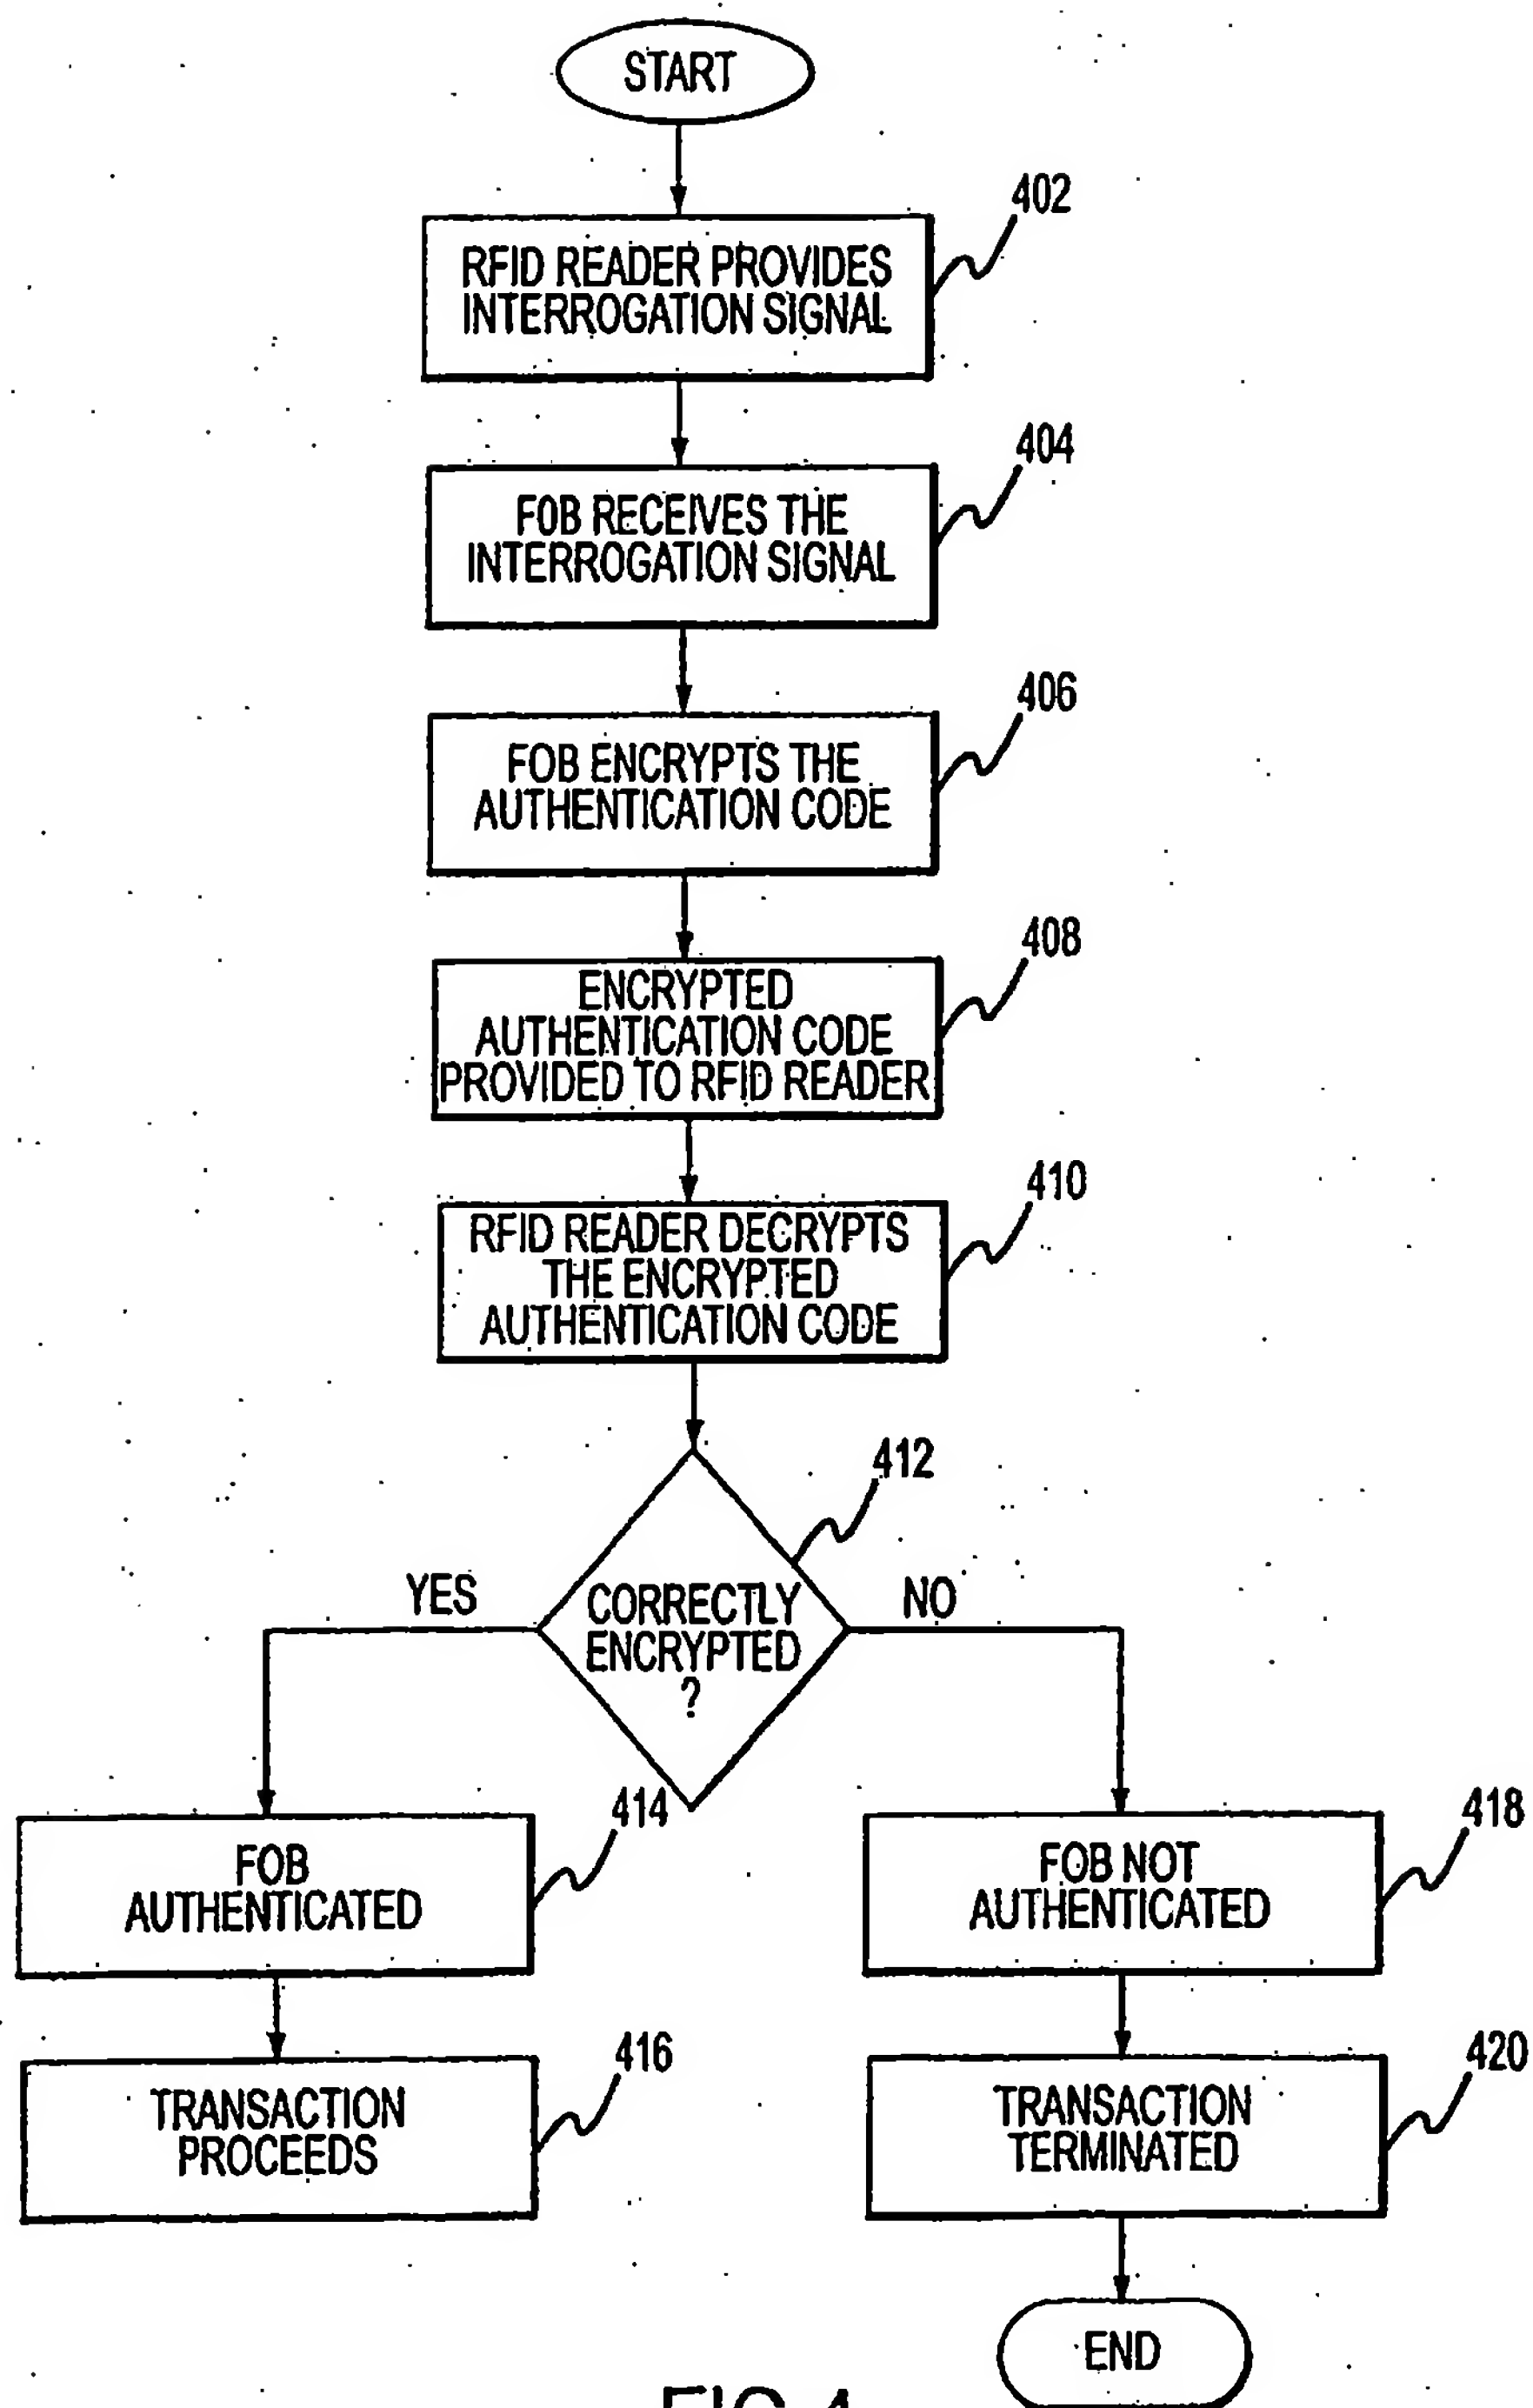 START
402
RFID READER PROVIDES
INTERROGATION SIGNAL
404
FOB RECEIVES THE
INTERROGATION SIGNAL
406
FOB ENCRYPTS THE
AUTHENTICATION CODE
408
ENCRYPTED
AUTHENTICATION CODE
PROVIDED TO RFID READER
410
RFID READER DECRYPTS
THE ENCRYPTED
AUTHENTICATION CODE
412
YES
CORRECTLY
ENCRYPTED
?
NO
414
FOB
AUTHENTICATED
418
FOB NOT
AUTHENTICATED
416
TRANSACTION
PROCEEDS
420
TRANSACTION
TERMINATED
END